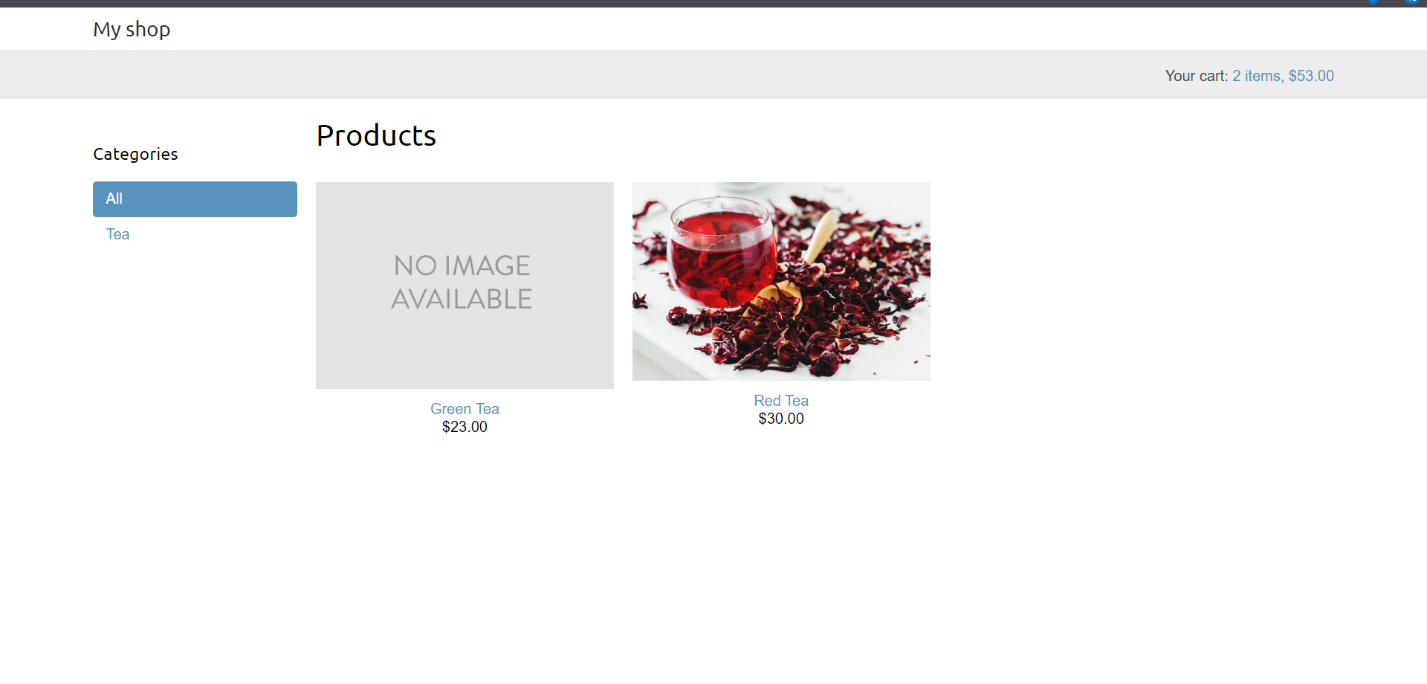 My shop
Your cart: 2 items, $53.00
Categories
All
Tea
Products
NO IMAGE
AVAILABLE
Green Tea
$23.00
Red Tea
$30.00